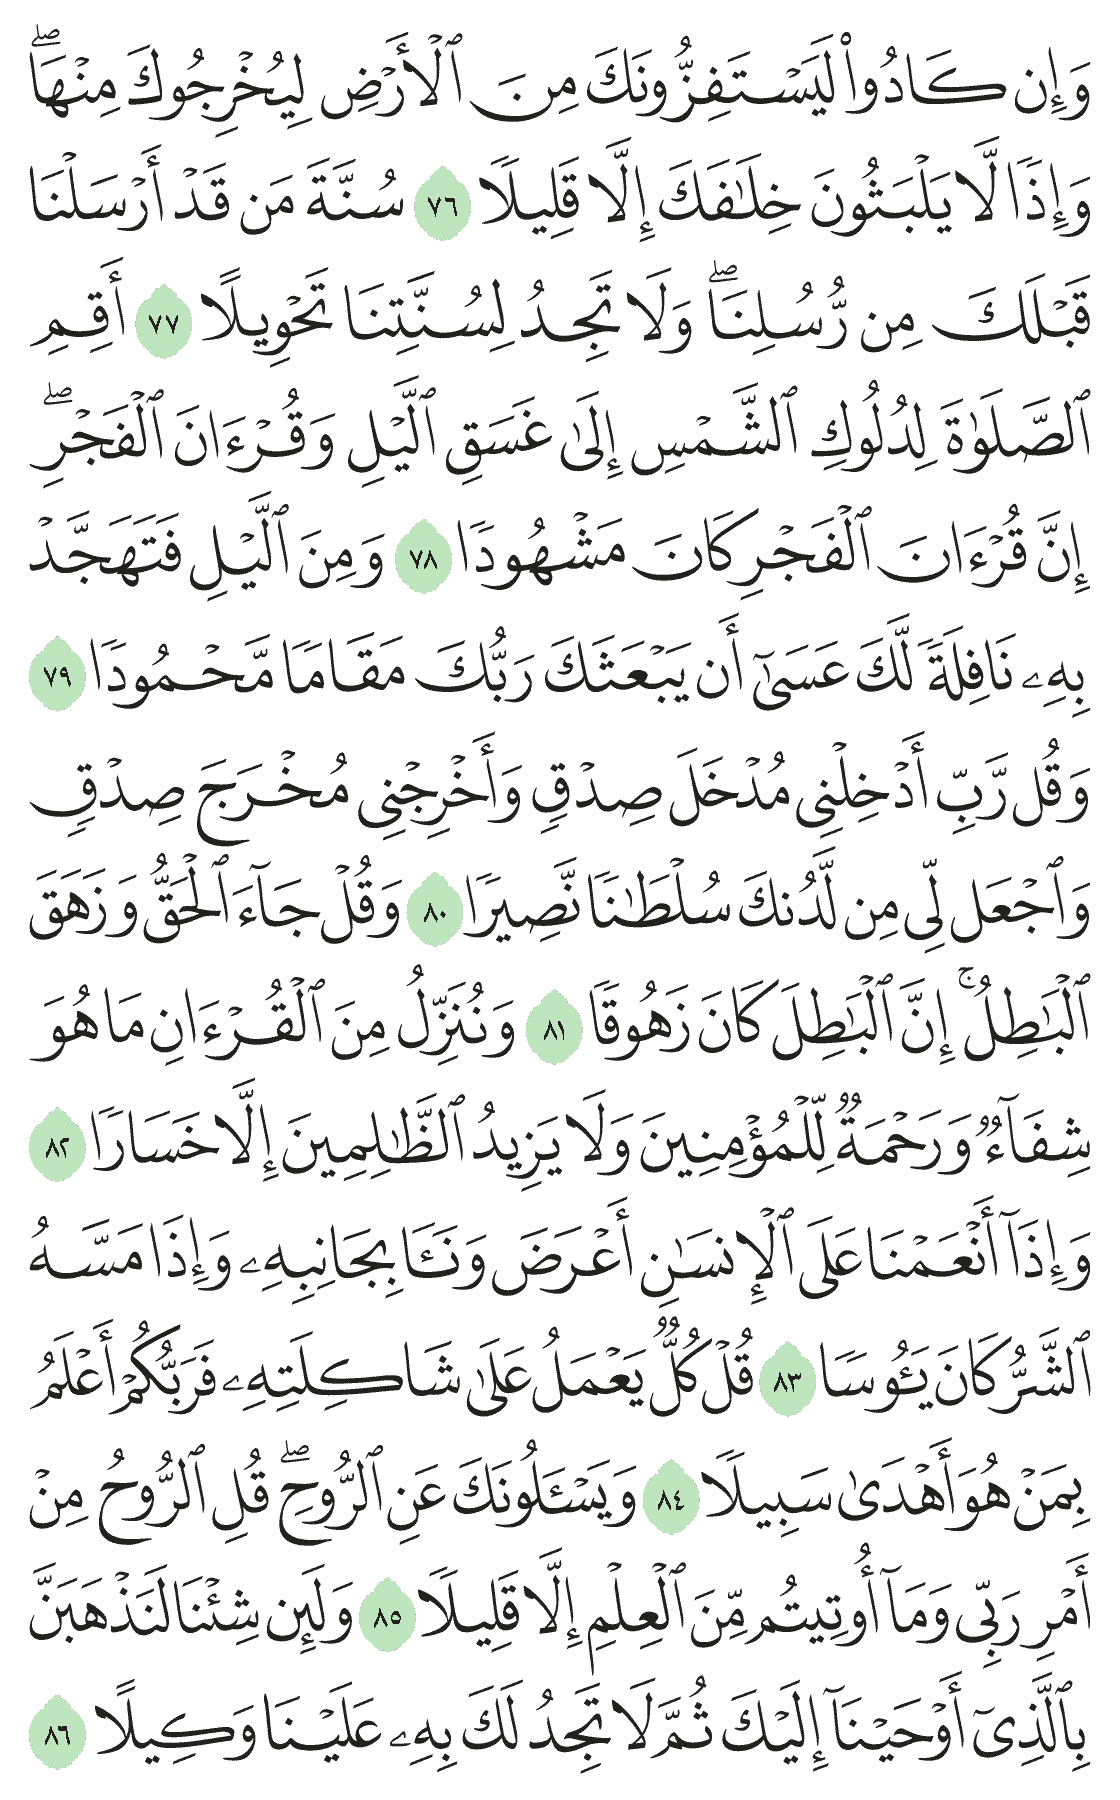 وَإِن كَادُوا۟ لَيَسْتَفِزُّونَكَ مِنَ ٱلْأَرْضِ لِيُخْرِجُوكَ مِنْهَا ۖ
وَإِذًا لَّا يَلْبَثُونَ خِلَـٰفَكَ إِلَّا قَلِيلًا ٧٦ سُنَّةَ مَن قَدْ أَرْسَلْنَا
قَبْلَكَ مِن رُّسُلِنَا ۖ وَلَا تَجِدُ لِسُنَّتِنَا تَحْوِيلًا ٧٧ أَقِمِ
ٱلصَّلَوٰةَ لِدُلُوكِ ٱلشَّمْسِ إِلَىٰ غَسَقِ ٱلَّيْلِ وَقُرْءَانَ ٱلْفَجْرِ ۖ
إِنَّ قُرْءَانَ ٱلْفَجْرِ كَانَ مَشْهُودًا ٧٨ وَمِنَ ٱلَّيْلِ فَتَهَجَّدْ
بِهِۦ نَافِلَةً لَّكَ عَسَىٰٓ أَن يَبْعَثَكَ رَبُّكَ مَقَامًا مَّحْمُودًا ٧٩
وَقُل رَّبِّ أَدْخِلْنِى مُدْخَلَ صِدْقٍ وَأَخْرِجْنِى مُخْرَجَ صِدْقٍ
وَٱجْعَل لِّى مِن لَّدُنكَ سُلْطَـٰنًا نَّصِيرًا ٨٠ وَقُلْ جَآءَ ٱلْحَقُّ وَزَهَقَ
ٱلْبَـٰطِلُ ۚ إِنَّ ٱلْبَـٰطِلَ كَانَ زَهُوقًا ٨١ وَنُنَزِّلُ مِنَ ٱلْقُرْءَانِ مَا هُوَ
شِفَآءٌ وَرَحْمَةٌ لِّلْمُؤْمِنِينَ وَلَا يَزِيدُ ٱلظَّـٰلِمِينَ إِلَّا خَسَارًا ٨٢
وَإِذَآ أَنْعَمْنَا عَلَى ٱلْإِنسَـٰنِ أَعْرَضَ وَنَـَٔا بِجَانِبِهِۦ وَإِذَا مَسَّهُ
ٱلشَّرُّ كَانَ يَـُٔوسًا ٨٣ قُلْ كُلٌّ يَعْمَلُ عَلَىٰ شَاكِلَتِهِۦ فَرَبُّكُمْ أَعْلَمُ
بِمَنْ هُوَ أَهْدَىٰ سَبِيلًا ٨٤ وَيَسْـَٔلُونَكَ عَنِ ٱلرُّوحِ ۖ قُلِ ٱلرُّوحُ مِنْ
أَمْرِ رَبِّى وَمَآ أُوتِيتُم مِّنَ ٱلْعِلْمِ إِلَّا قَلِيلًا ٨٥ وَلَئِن شِئْنَا لَنَذْهَبَنَّ
بِٱلَّذِىٓ أَوْحَيْنَآ إِلَيْكَ ثُمَّ لَا تَجِدُ لَكَ بِهِۦ عَلَيْنَا وَكِيلًا ٨٦